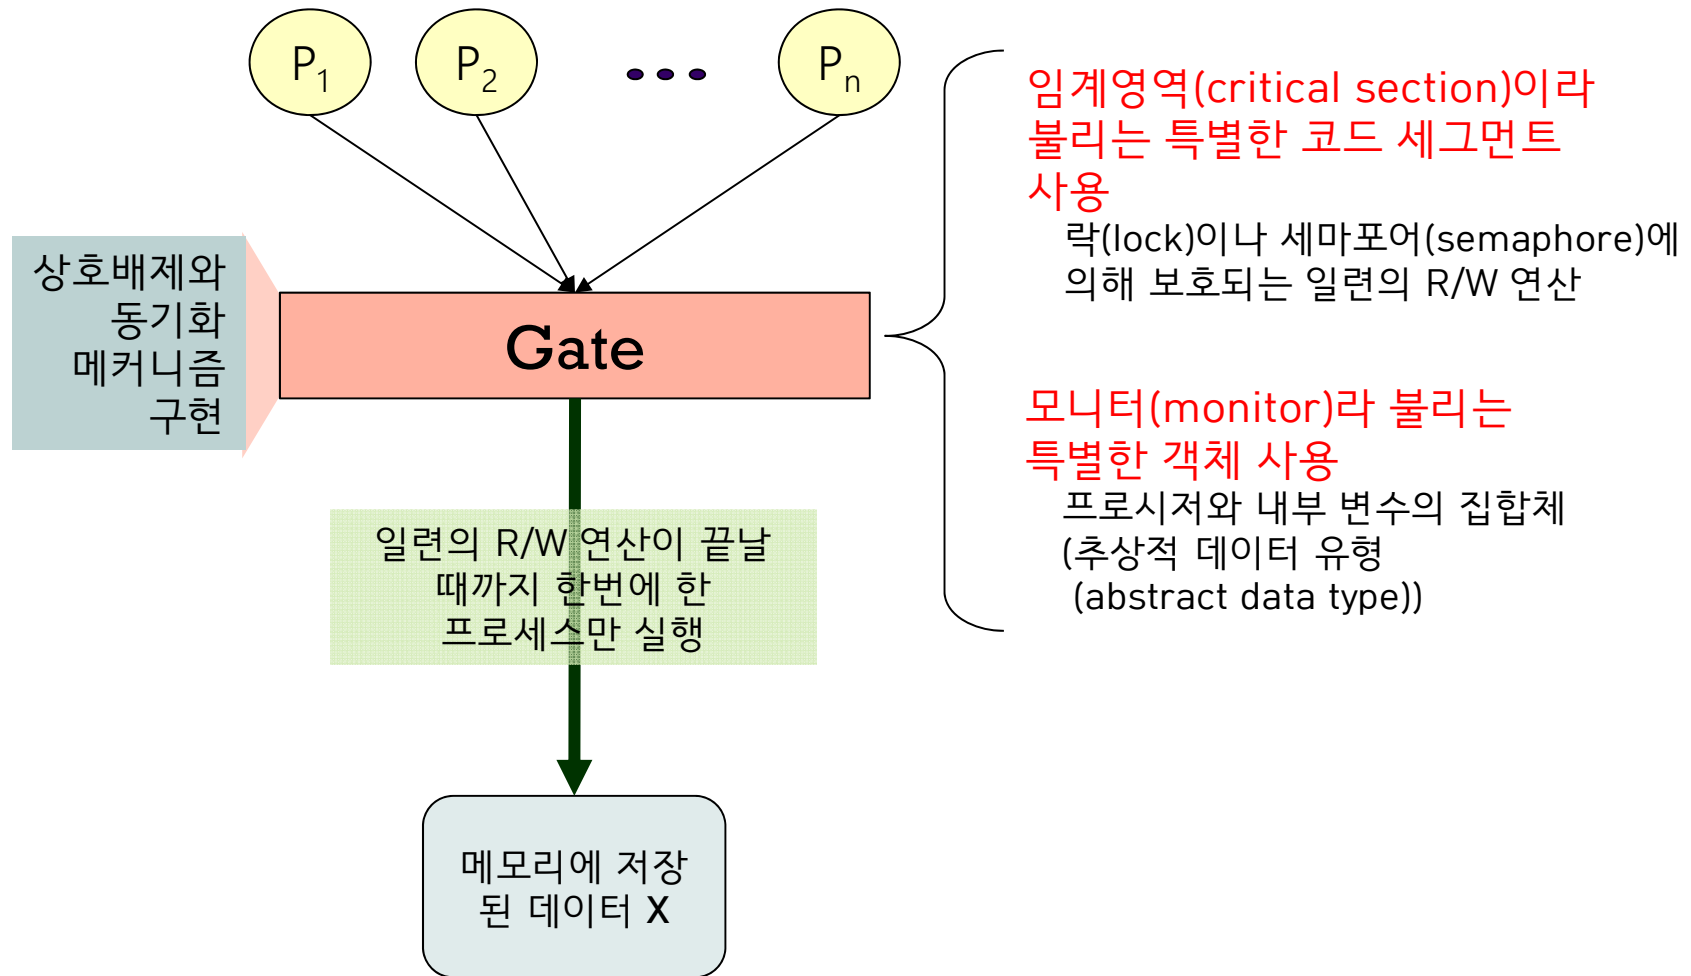 P1
P2
Pn
임계영역(critical section)이라
불리는 특별한 코드 세그먼트
사용
락(lock)이나 세마포어(semaphore)에
의해 보호되는 일련의 R/W 연산
상호배제와
동기화
메커니즘
구현
Gate
모니터(monitor)라 불리는
특별한 객체 사용
프로시저와 내부 변수의 집합체
(추상적 데이터 유형
(abstract data type))
일련의 R/W 연산이 끝날
때까지 한번에 한
프로세스만 실행
메모리에 저장
된 데이터 X